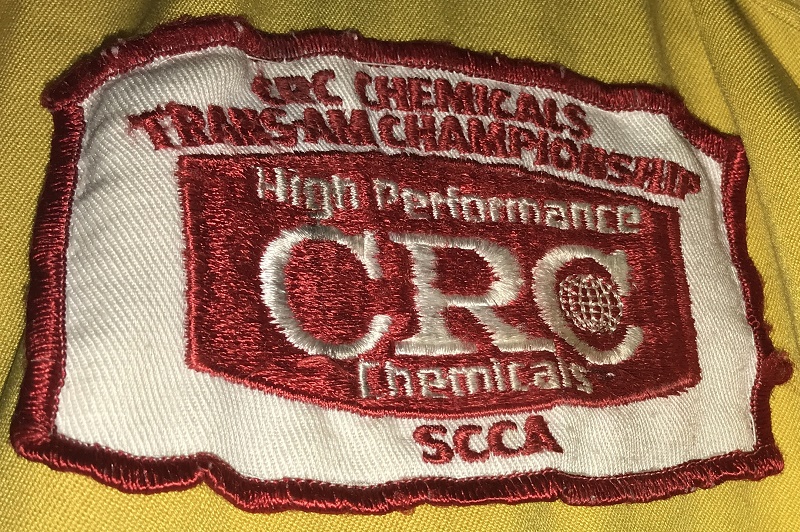 CRC CHEMICALS
TRANS-AM CHAMPIONSHIP
High Performance
CRC
Chemicals
SCCA